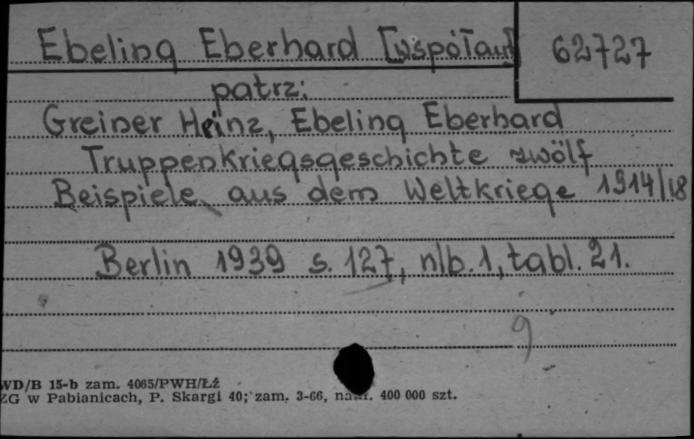 Ebeling Eberhard [współaut] 62727
patrz:
Greiner Heinz, Ebeling Eberhard
Truppenkriegsgeschichte zwölf
Beispiele aus dem Weltkriege 1914/18
Berlin 1939 s. 127, nlb. 1, tabl. 21.
9
WD/B 15-b zam. 4065/PWH/Łż
ZG w Pabianicach, P. Skargi 40; zam. 3-66, 400 000 szt.